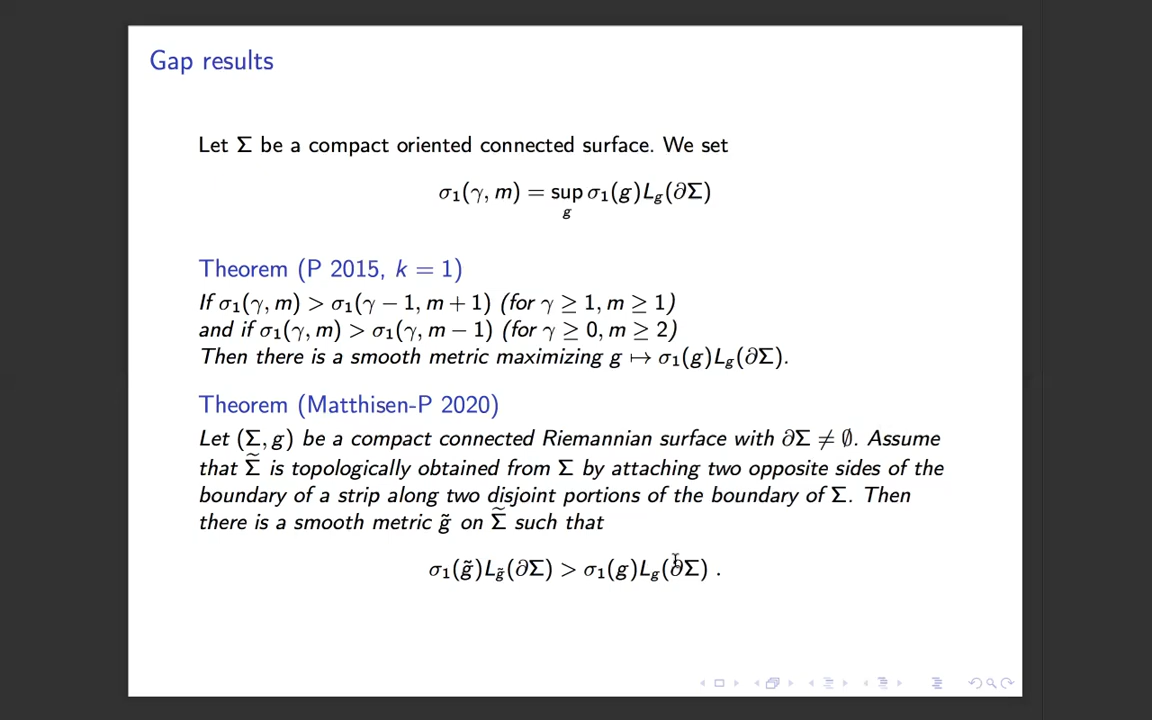 Gap results
Let Σ be a compact oriented connected surface. We set
σ₁(γ, m) = sup σ₁(g)L_g(∂Σ)
g
Theorem (P 2015, k = 1)
If σ₁(γ, m) > σ₁(γ − 1, m + 1) (for γ ≥ 1, m ≥ 1)
and if σ₁(γ, m) > σ₁(γ, m − 1) (for γ ≥ 0, m ≥ 2)
Then there is a smooth metric maximizing g ↦ σ₁(g)L_g(∂Σ).
Theorem (Matthisen-P 2020)
Let (Σ, g) be a compact connected Riemannian surface with ∂Σ ≠ ∅. Assume
that Σ̃ is topologically obtained from Σ by attaching two opposite sides of the
boundary of a strip along two disjoint portions of the boundary of Σ. Then
there is a smooth metric g̃ on Σ̃ such that
σ₁(g̃)L_g̃(∂Σ) > σ₁(g)L_g(∂Σ) .